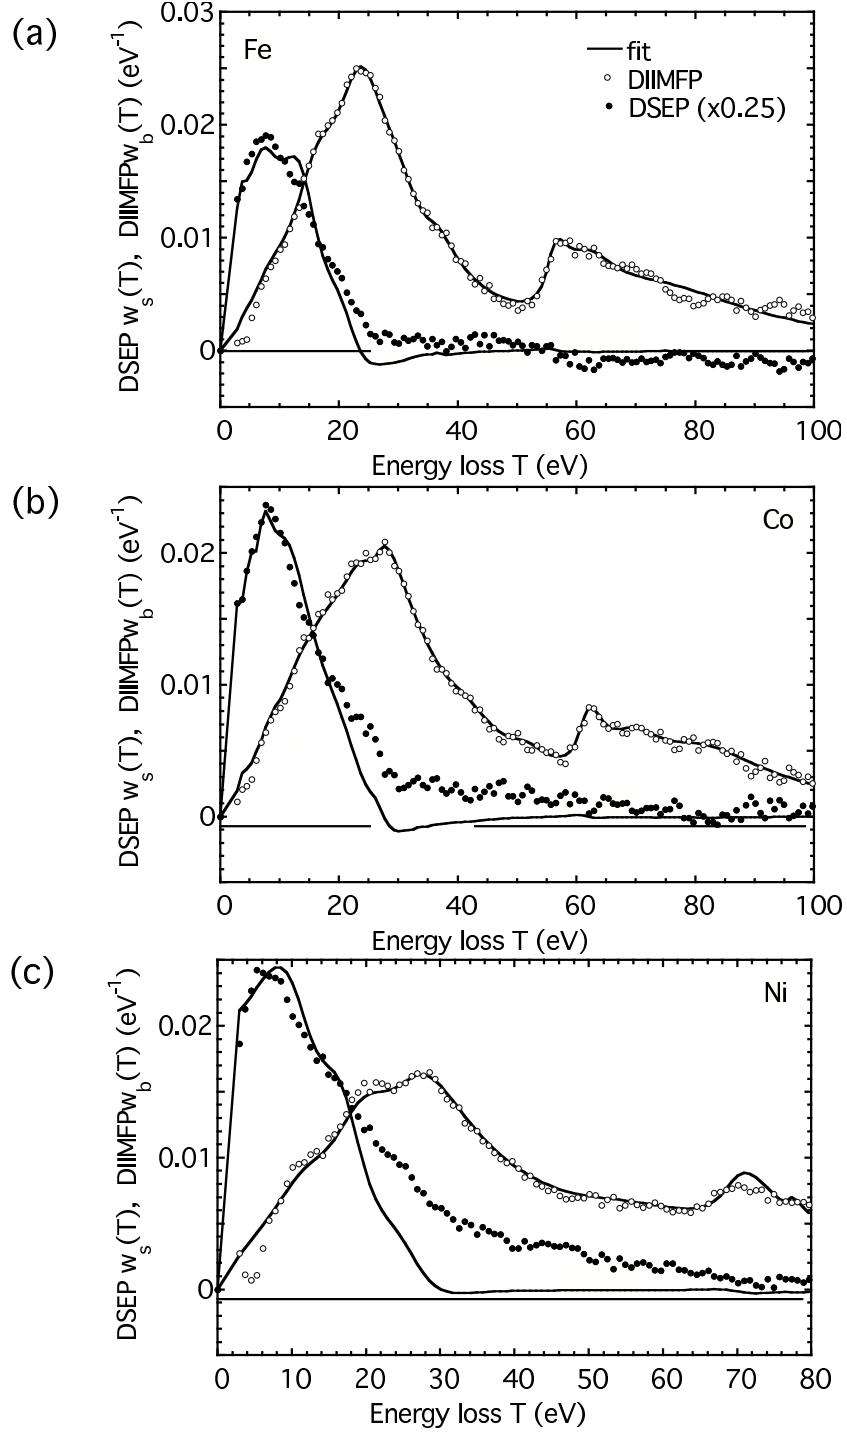 (a)
DSEP w_s(T), DIIMFPw_b(T) (eV⁻¹)
0.03
0.02
0.01
0
Fe
fit
DIIMFP
DSEP (x0.25)
0 20 40 60 80 100
Energy loss T (eV)
(b)
DSEP w_s(T), DIIMFPw_b(T) (eV⁻¹)
0.02
0.01
0
Co
0 20 40 60 80 100
Energy loss T (eV)
(c)
DSEP w_s(T), DIIMFPw_b(T) (eV⁻¹)
0.02
0.01
0
Ni
0 10 20 30 40 50 60 70 80
Energy loss T (eV)